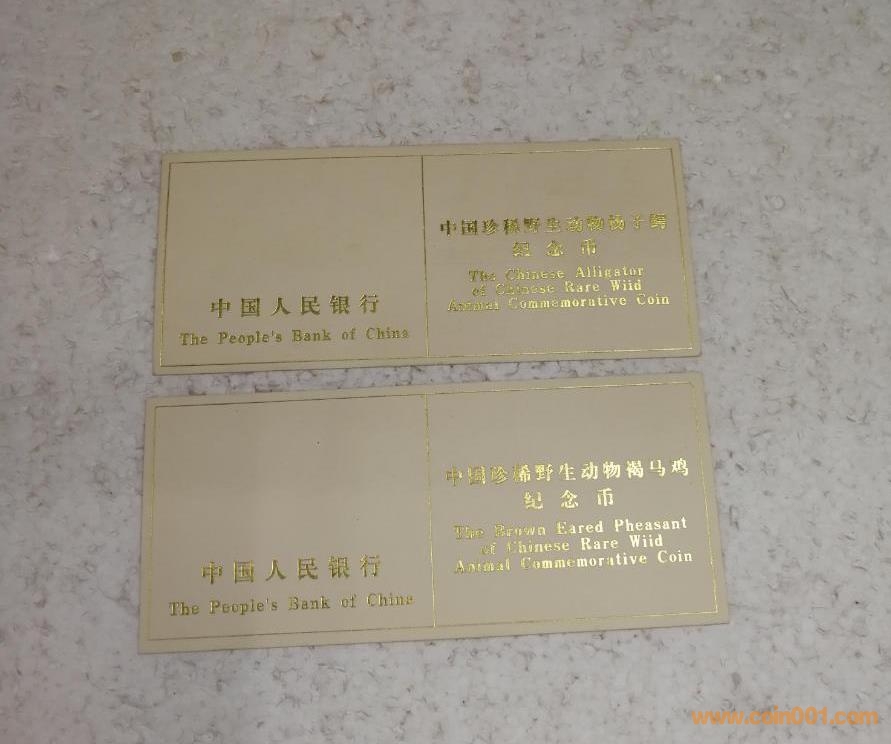 中国人民银行
The People's Bank of China
中国珍稀野生动物扬子鳄
纪念币
The Chinese Alligator
of Chinese Rare Wiid
Animal Commemorative Coin
中国人民银行
The People's Bank of China
中国珍稀野生动物褐马鸡
纪念币
The Brown Eared Pheasant
of Chinese Rare Wiid
Animal Commemorative Coin
www.coin001.com